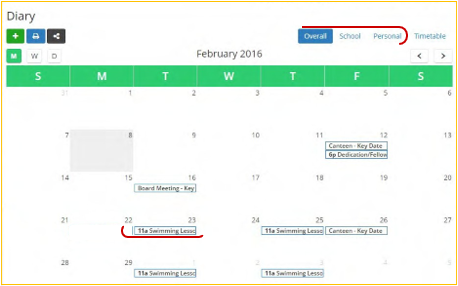 Diary
Overall School Personal Timetable
M W D February 2016
S M T W T F S
31 1 2 3 4 5 6
7 8 9 10 11 12 13
Canteen - Key Date
6p Dedication/Fellow
14 15 16 17 18 19 20
Board Meeting - Key
21 22 23 24 25 26 27
11a Swimming Lesso 11a Swimming Lesso Canteen - Key Date
28 29 1 2 3 4 5
11a Swimming Lesso 11a Swimming Lesso